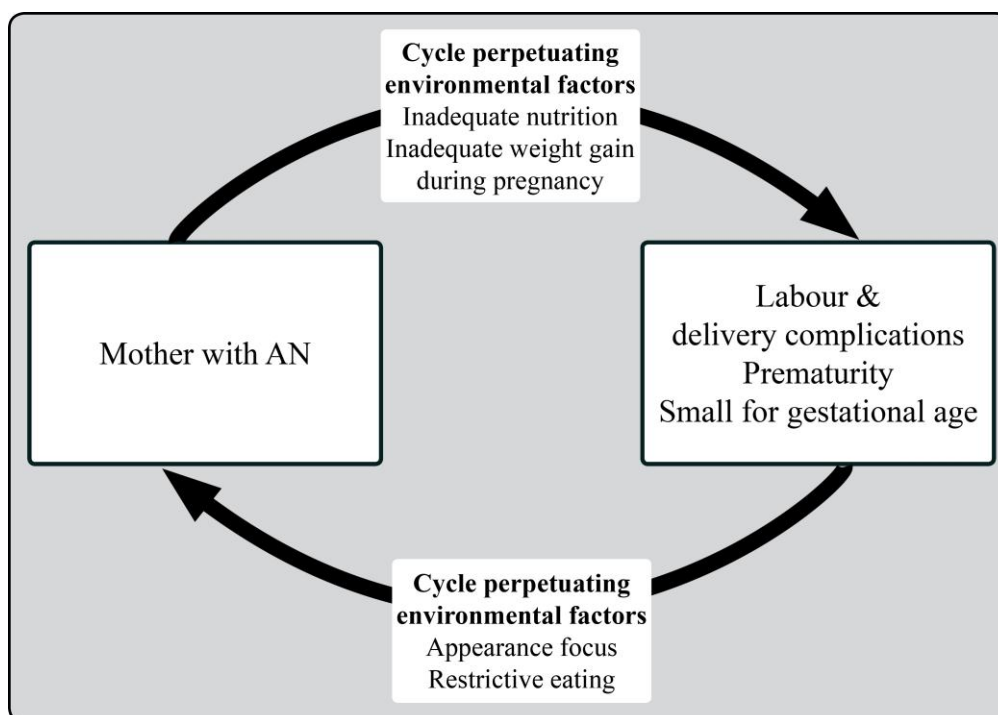 Cycle perpetuating
environmental factors
Inadequate nutrition
Inadequate weight gain
during pregnancy
Mother with AN
Labour &
delivery complications
Prematurity
Small for gestational age
Cycle perpetuating
environmental factors
Appearance focus
Restrictive eating